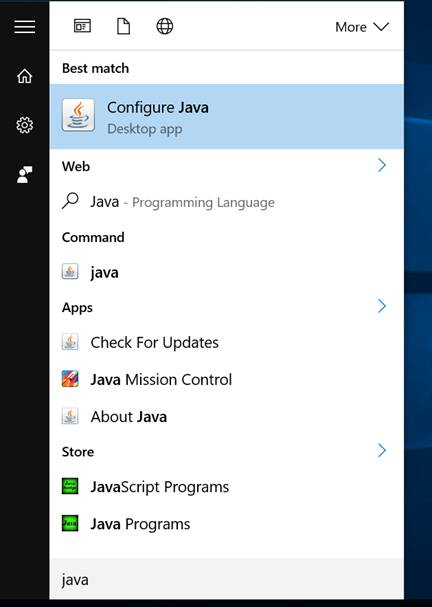 More
Best match
Configure Java
Desktop app
Web
Java - Programming Language
Command
java
Apps
Check For Updates
Java Mission Control
About Java
Store
JavaScript Programs
Java Programs
java